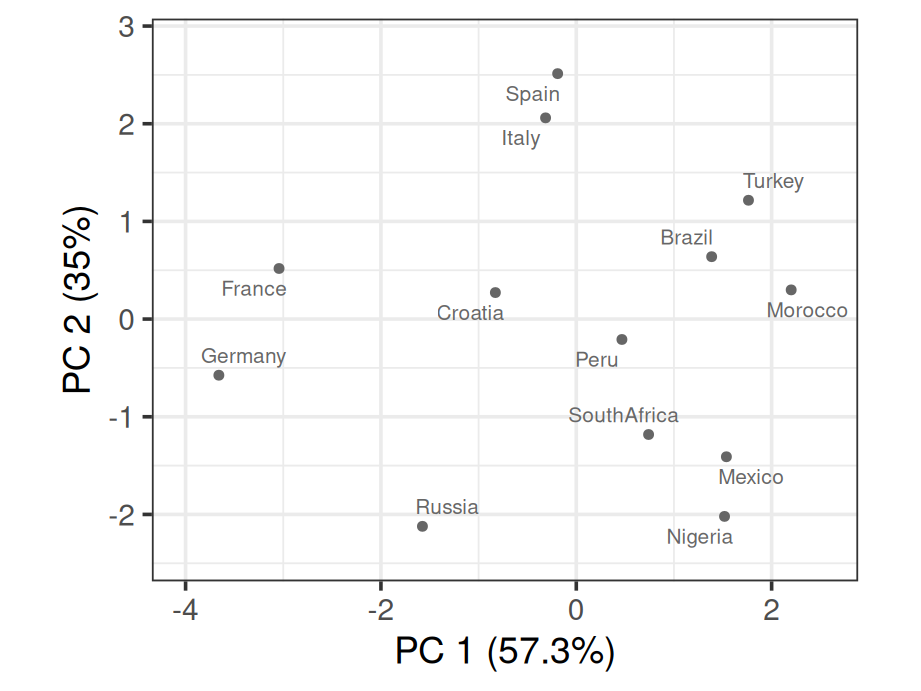 3
Spain
2
Italy
Turkey
1
Brazil
France
Morocco
Croatia
0
Germany
Peru
-1
SouthAfrica
Mexico
Russia
-2
Nigeria
PC 2 (35%)
-4
-2
0
2
PC 1 (57.3%)